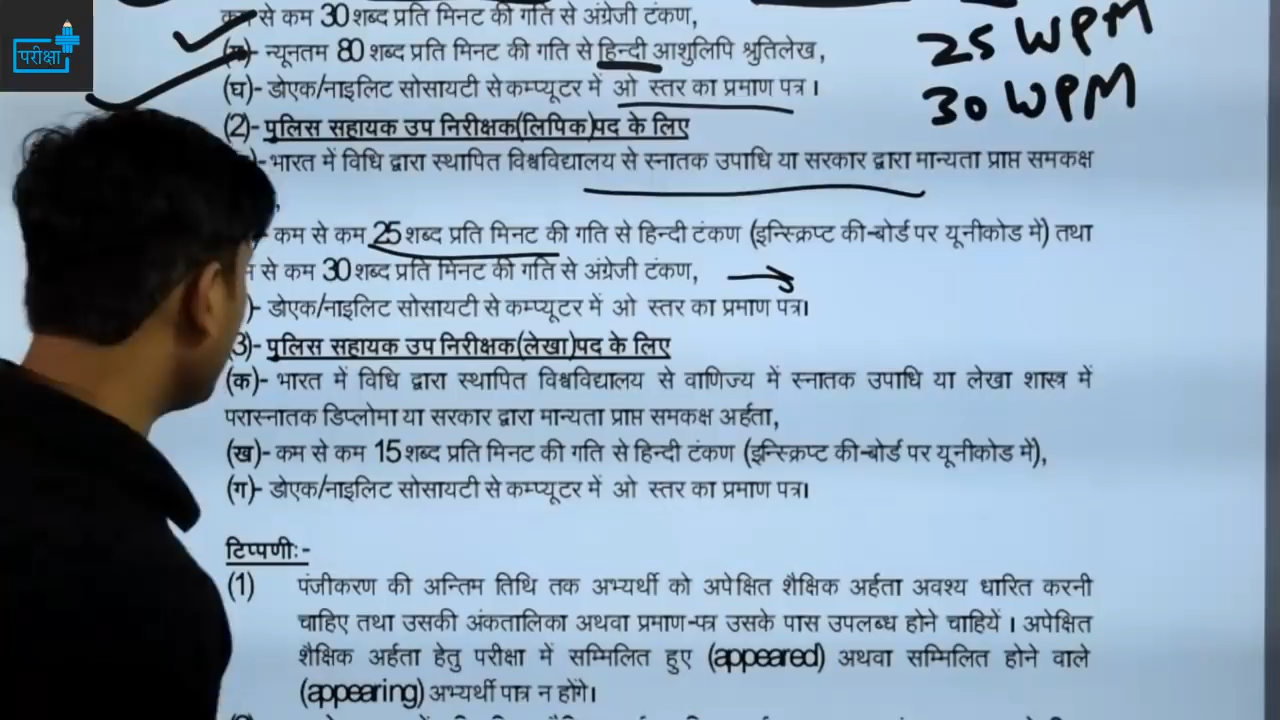 परीक्षा
से कम 30 शब्द प्रति मिनट की गति से अंग्रेजी टंकण,
25 WPM
न्यूनतम 80 शब्द प्रति मिनट की गति से हिन्दी आशुलिपि श्रुतिलेख,
(घ)- डोएक/नाइलिट सोसायटी से कम्प्यूटर में ओ स्तर का प्रमाण पत्र।
30 WPM
(2)- पुलिस सहायक उप निरीक्षक(लिपिक)पद के लिए
)-भारत में विधि द्वारा स्थापित विश्वविद्यालय से स्नातक उपाधि या सरकार द्वारा मान्यता प्राप्त समकक्ष
,
कम से कम 25 शब्द प्रति मिनट की गति से हिन्दी टंकण (इन्स्क्रिप्ट की-बोर्ड पर यूनीकोड में) तथा
से कम 30 शब्द प्रति मिनट की गति से अंग्रेजी टंकण,
)- डोएक/नाइलिट सोसायटी से कम्प्यूटर में ओ स्तर का प्रमाण पत्र।
3)- पुलिस सहायक उप निरीक्षक(लेखा)पद के लिए
(क)- भारत में विधि द्वारा स्थापित विश्वविद्यालय से वाणिज्य में स्नातक उपाधि या लेखा शास्त्र में
परास्नातक डिप्लोमा या सरकार द्वारा मान्यता प्राप्त समकक्ष अर्हता,
(ख)- कम से कम 15 शब्द प्रति मिनट की गति से हिन्दी टंकण (इन्स्क्रिप्ट की-बोर्ड पर यूनीकोड में),
(ग)- डोएक/नाइलिट सोसायटी से कम्प्यूटर में ओ स्तर का प्रमाण पत्र।
टिप्पणी:-
(1) पंजीकरण की अन्तिम तिथि तक अभ्यर्थी को अपेक्षित शैक्षिक अर्हता अवश्य धारित करनी
चाहिए तथा उसकी अंकतालिका अथवा प्रमाण-पत्र उसके पास उपलब्ध होने चाहियें। अपेक्षित
शैक्षिक अर्हता हेतु परीक्षा में सम्मिलित हुए (appeared) अथवा सम्मिलित होने वाले
(appearing) अभ्यर्थी पात्र न होंगे।